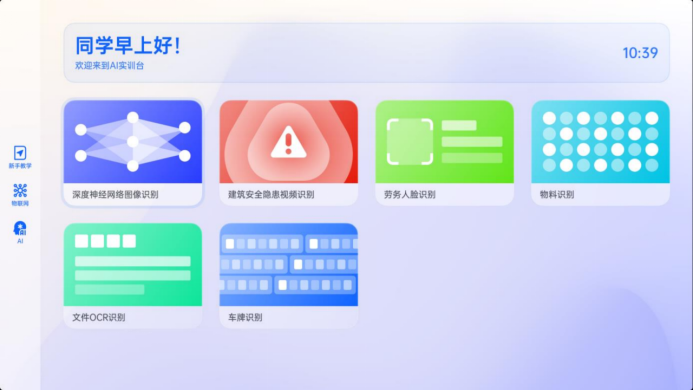 同学早上好！
欢迎来到AI实训台
10:39
新手教学
物联网
AI
深度神经网络图像识别
建筑安全隐患视频识别
劳务人脸识别
物料识别
文件OCR识别
车牌识别